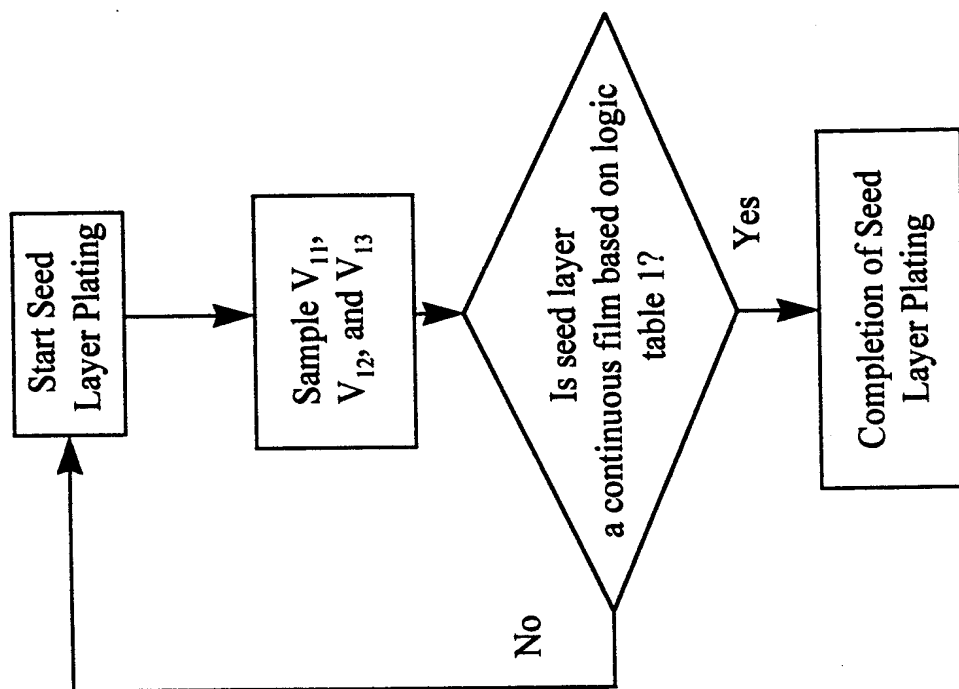 Start Seed
Layer Plating
Sample V₁₁,
V₁₂, and V₁₃
Is seed layer
a continuous film based on logic
table 1?
No
Yes
Completion of Seed
Layer Plating